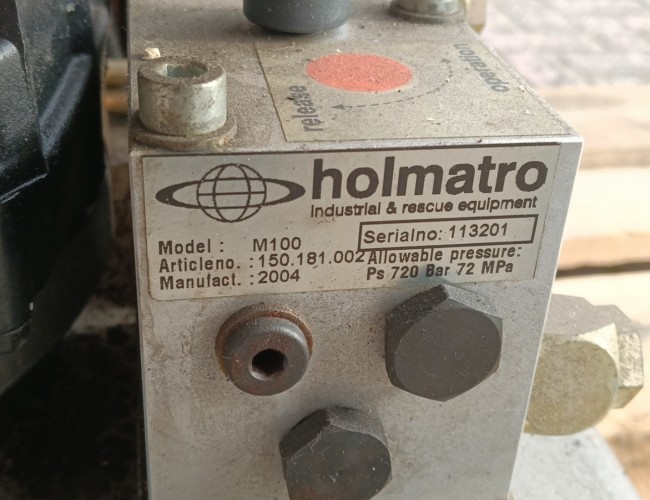 operation
release
holmatro
industrial & rescue equipment
Model : M100
Serialno: 113201
Articleno. : 150.181.002
Allowable pressure:
Manufact. : 2004
Ps 720 Bar 72 MPa